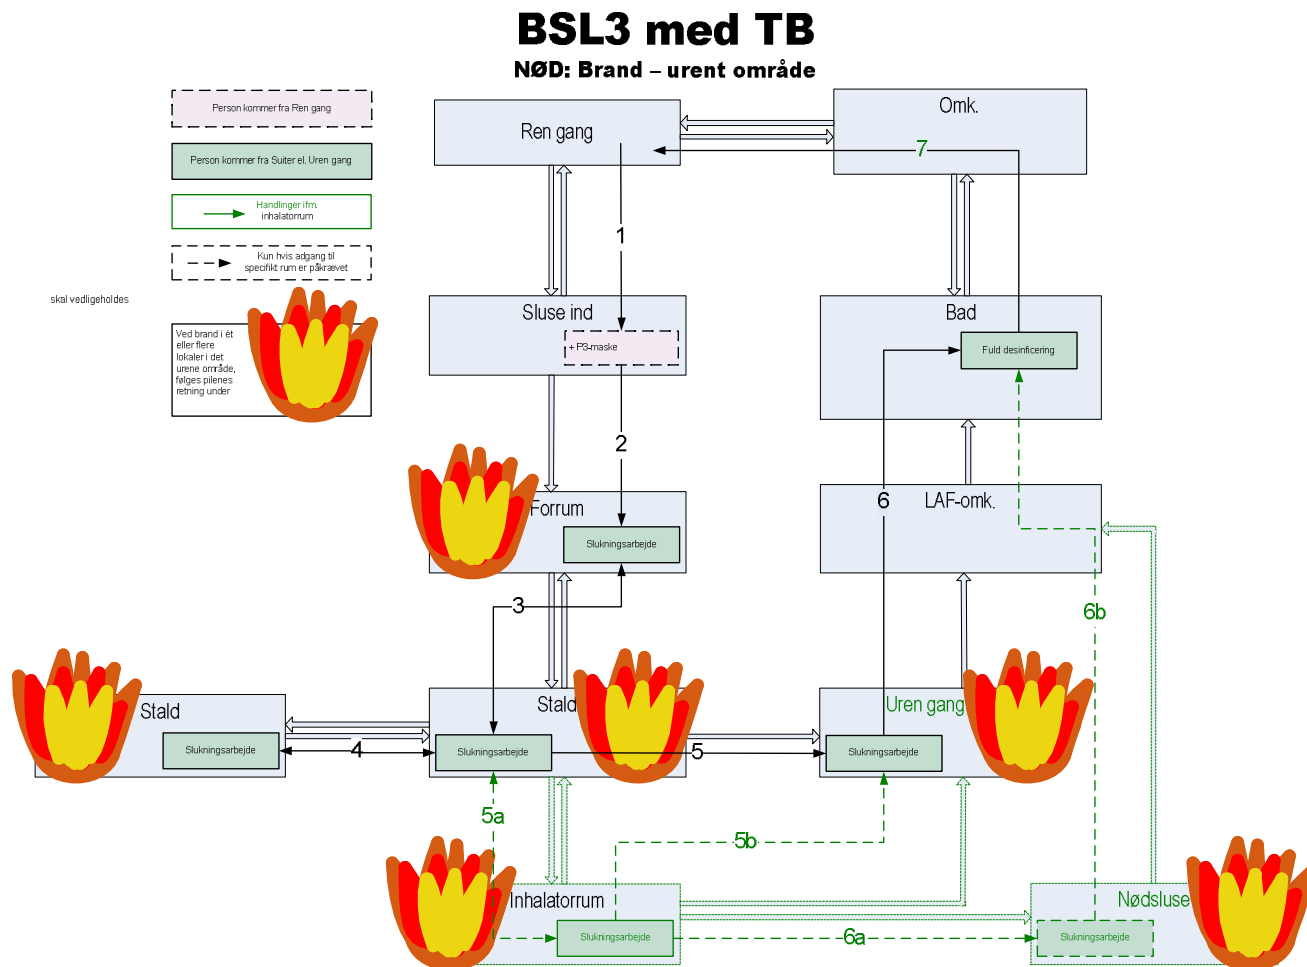 BSL3 med TB
NØD: Brand – urent område
Person kommer fra Ren gang
Person kommer fra Suiter el. Uren gang
Handlinger ifm.
inhalatorrum
Kun hvis adgang til
specifikt rum er påkrævet
skal vedligeholdes
Ved brand i ét
eller flere
lokaler i det
urene område,
følges pilenes
retning under
Ren gang
Omk.
7
1
Sluse ind
+ P3-maske
Bad
Fuld desinficering
2
Forrum
Slukningsarbejde
LAF-omk.
6
3
6b
Stald
Slukningsarbejde
4
Stald
Slukningsarbejde
5
Uren gang
Slukningsarbejde
5a
5b
Inhalatorrum
Slukningsarbejde
6a
Nødsluse
Slukningsarbejde